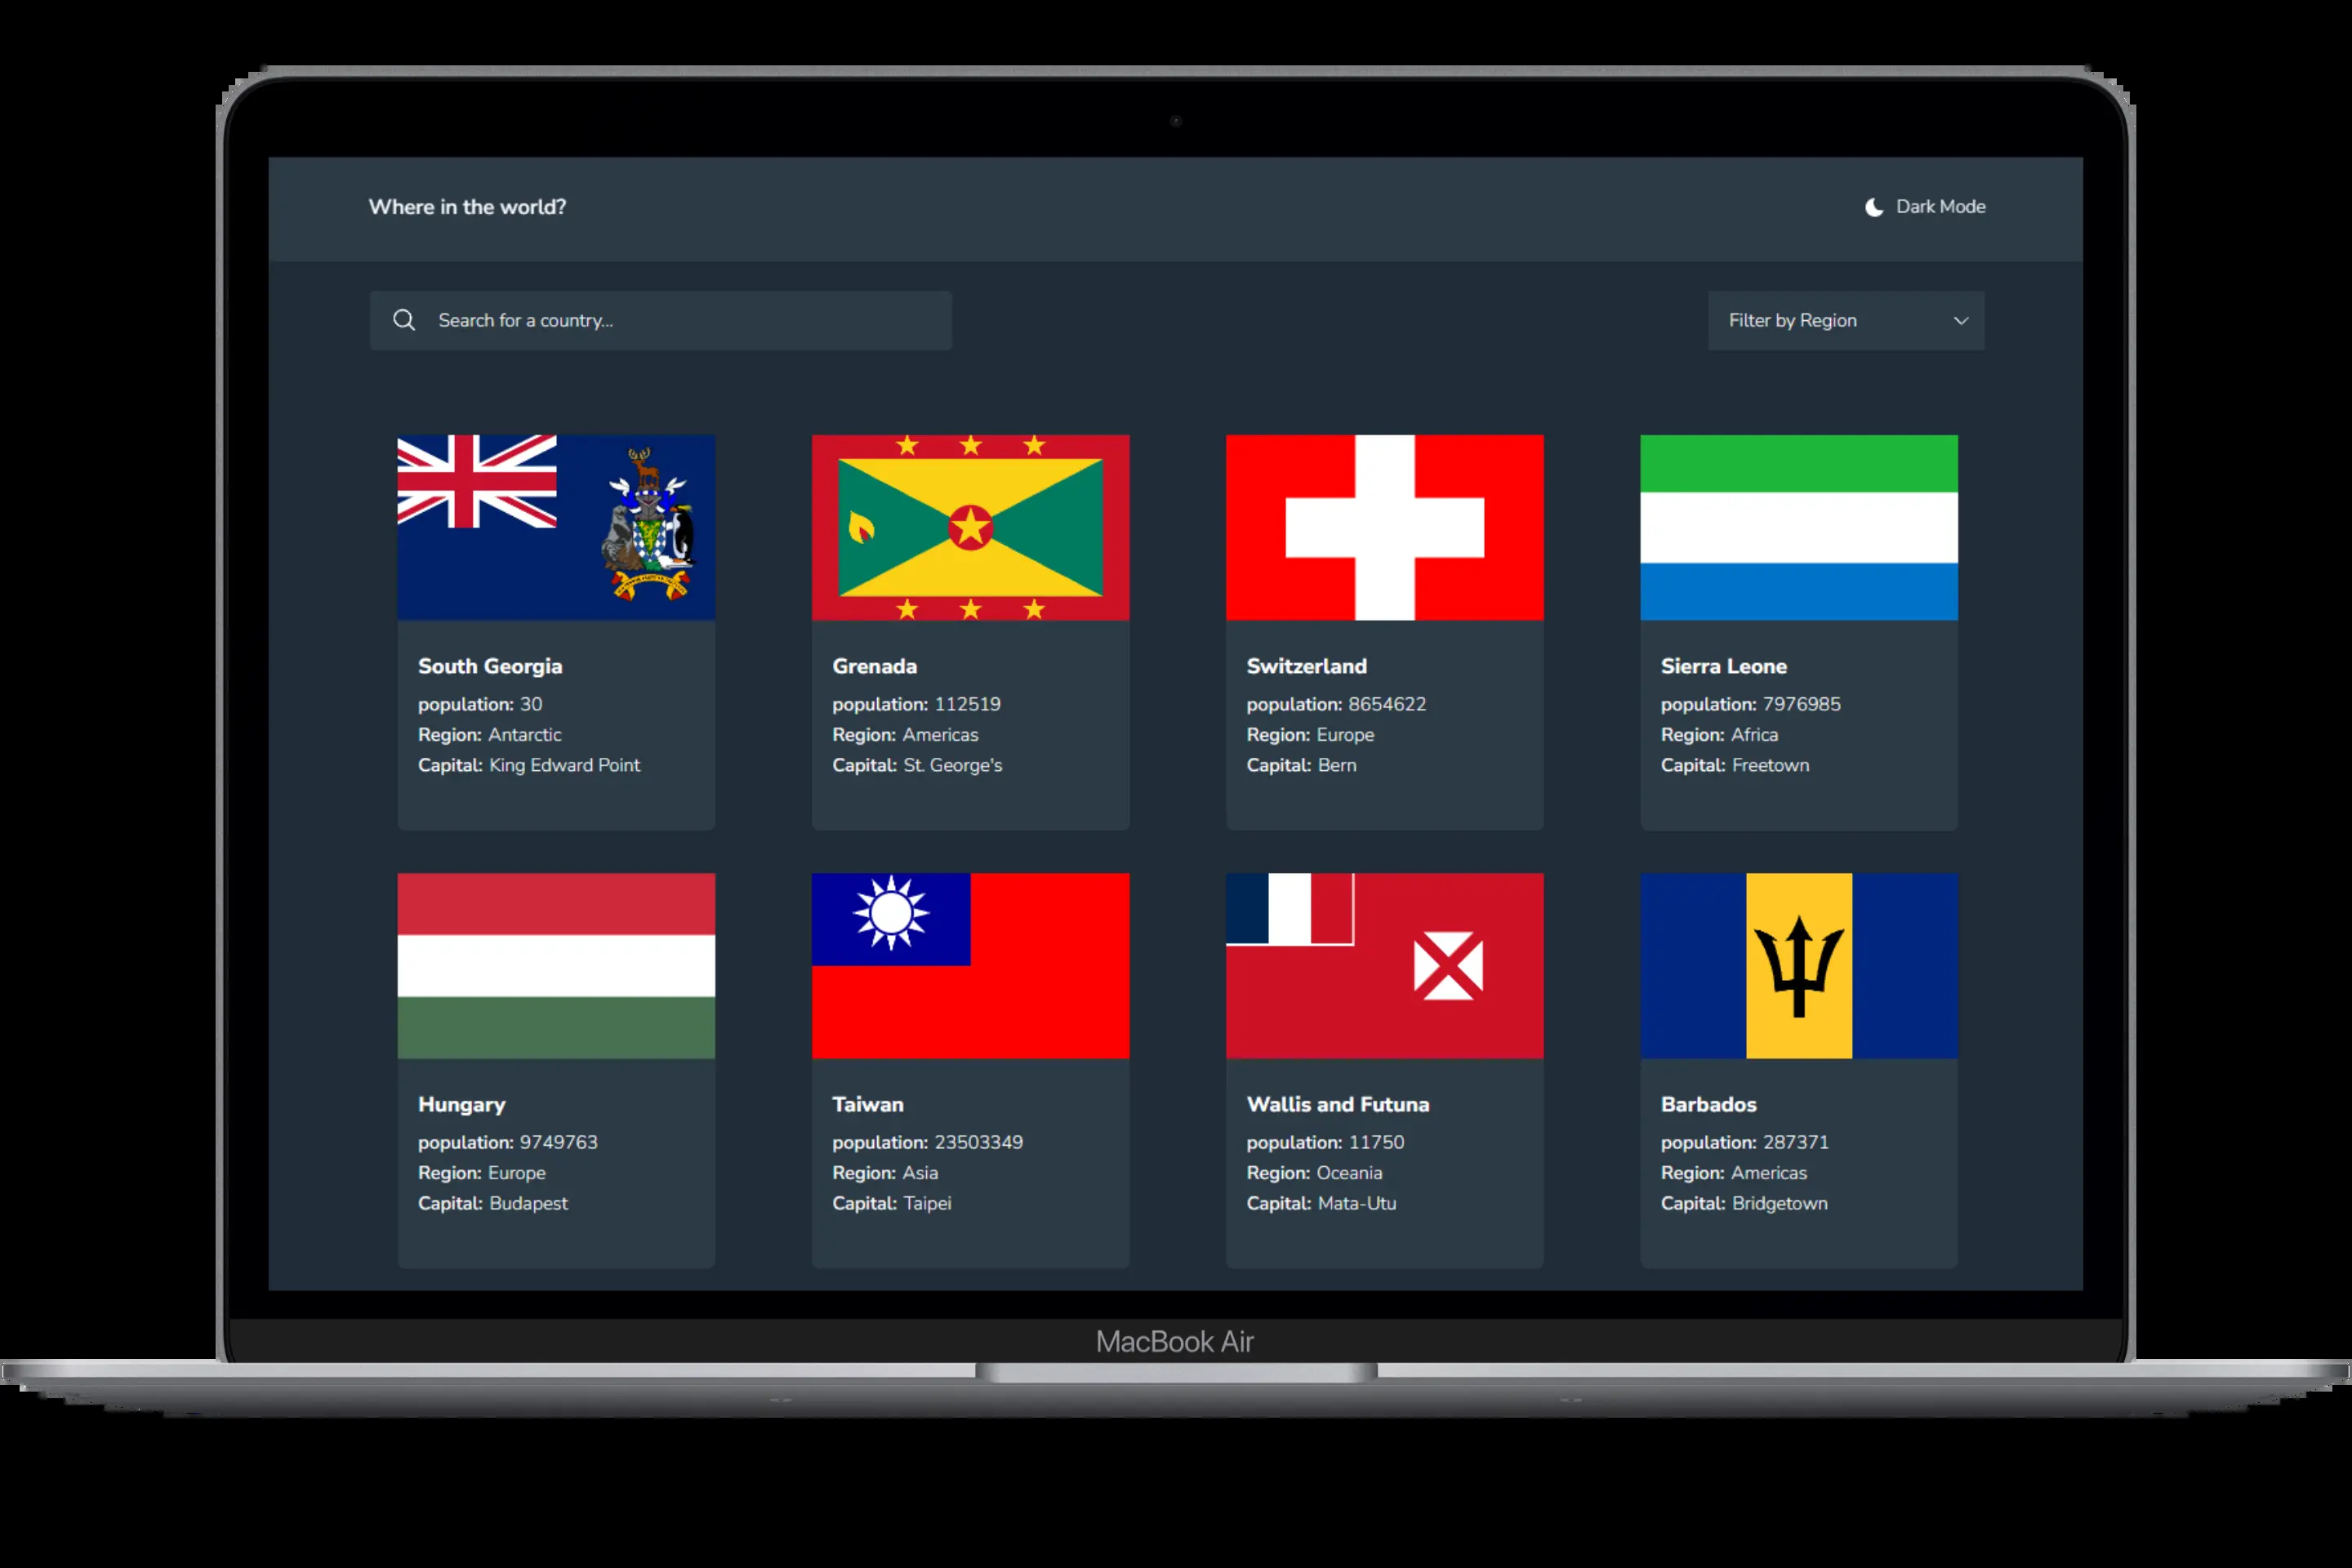 Where in the world?
Dark Mode
Search for a country...
Filter by Region
South Georgia
population: 30
Region: Antarctic
Capital: King Edward Point
Grenada
population: 112519
Region: Americas
Capital: St. George's
Switzerland
population: 8654622
Region: Europe
Capital: Bern
Sierra Leone
population: 7976985
Region: Africa
Capital: Freetown
Hungary
population: 9749763
Region: Europe
Capital: Budapest
Taiwan
population: 23503349
Region: Asia
Capital: Taipei
Wallis and Futuna
population: 11750
Region: Oceania
Capital: Mata-Utu
Barbados
population: 287371
Region: Americas
Capital: Bridgetown
MacBook Air